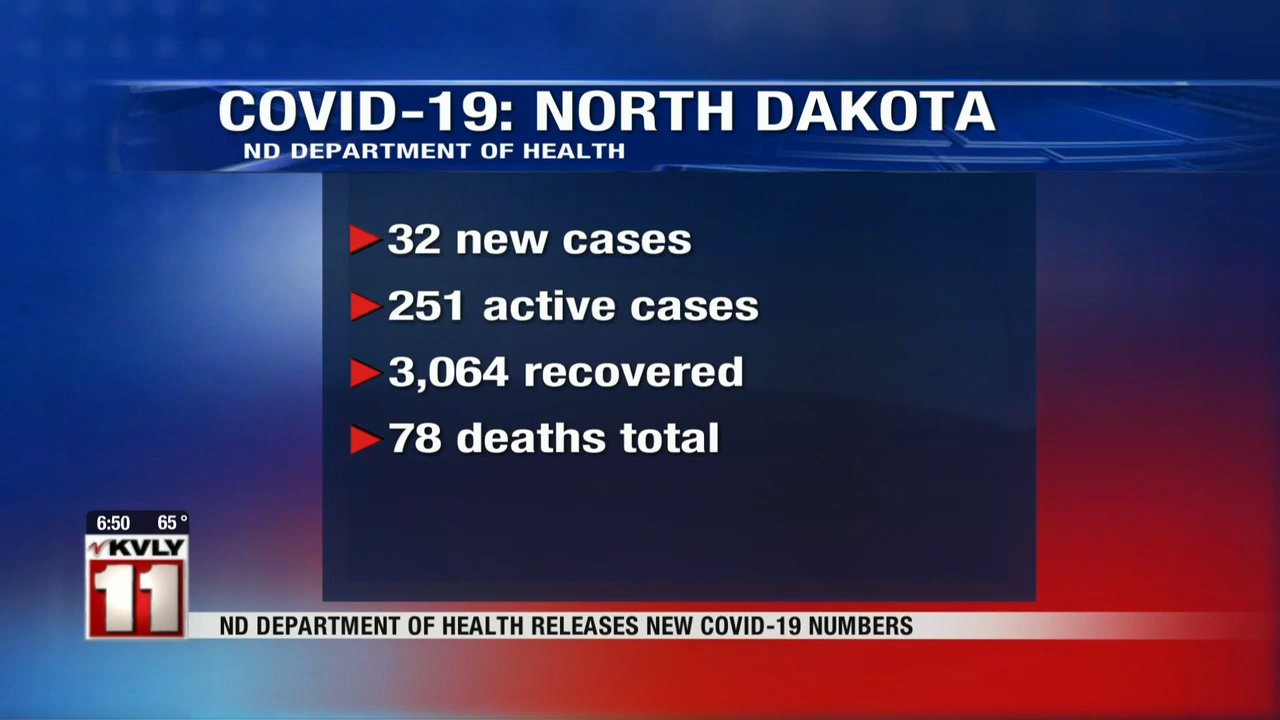 COVID-19: NORTH DAKOTA
ND DEPARTMENT OF HEALTH
32 new cases
251 active cases
3,064 recovered
78 deaths total
6:50 65°
KVLY
11
ND DEPARTMENT OF HEALTH RELEASES NEW COVID-19 NUMBERS